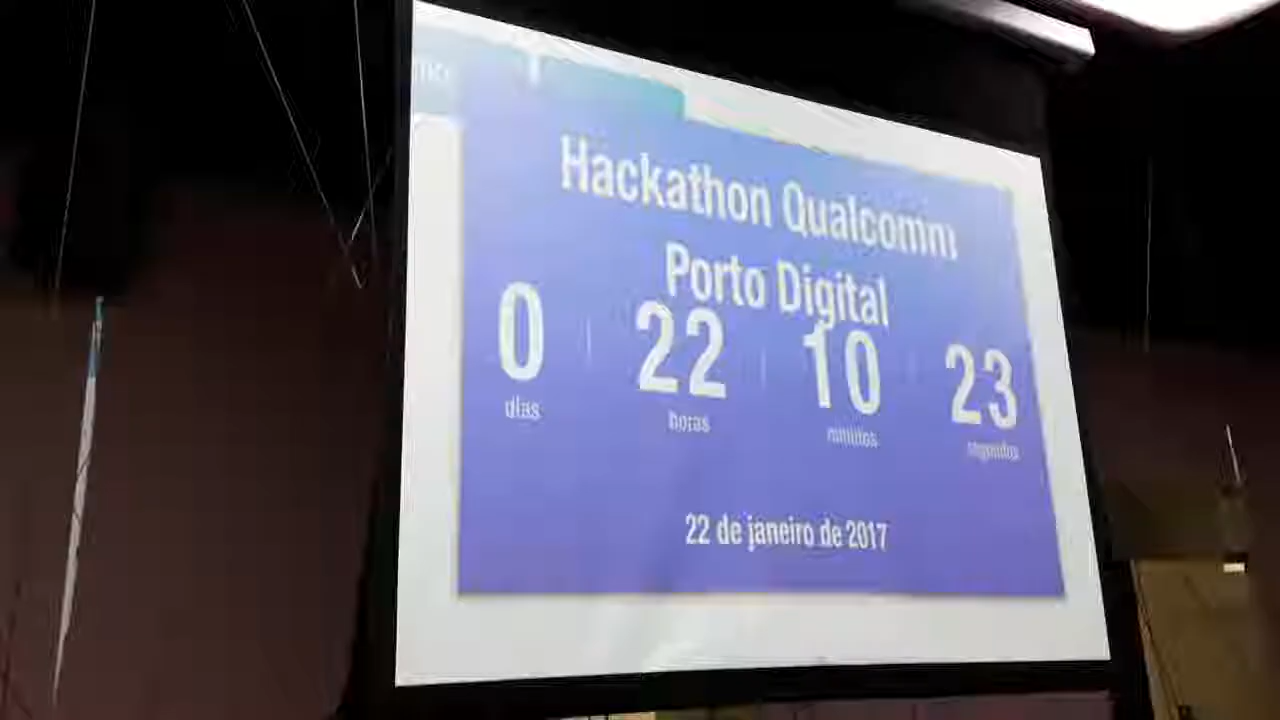 Hackathon Qualcomm
Porto Digital
0 22 10 23
dias horas minutos segundos
22 de janeiro de 2017